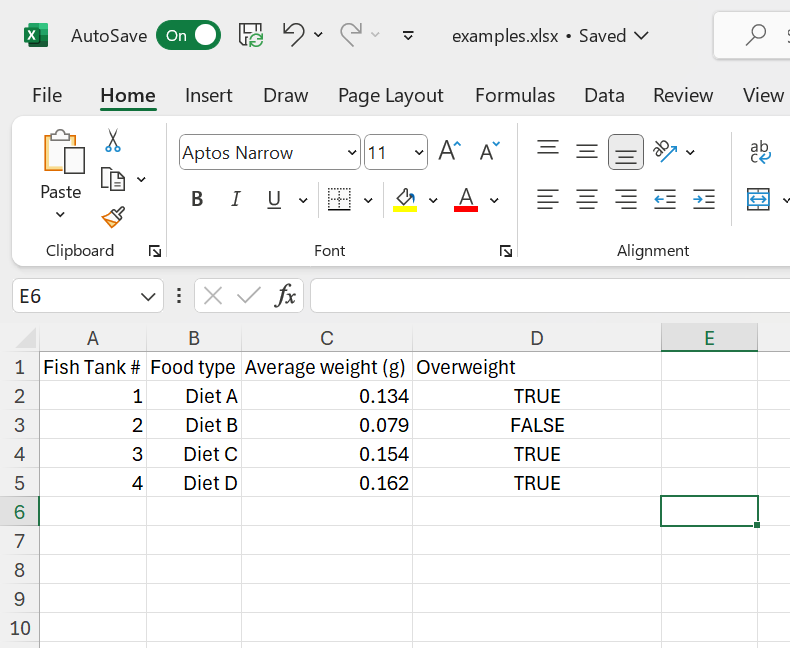 AutoSave On examples.xlsx • Saved
File Home Insert Draw Page Layout Formulas Data Review View
Paste Aptos Narrow 11 A A ab
B I U A c
Clipboard Font Alignment
E6 fx
A B C D E
1 Fish Tank # Food type Average weight (g) Overweight
2 1 Diet A 0.134 TRUE
3 2 Diet B 0.079 FALSE
4 3 Diet C 0.154 TRUE
5 4 Diet D 0.162 TRUE
6
7
8
9
10